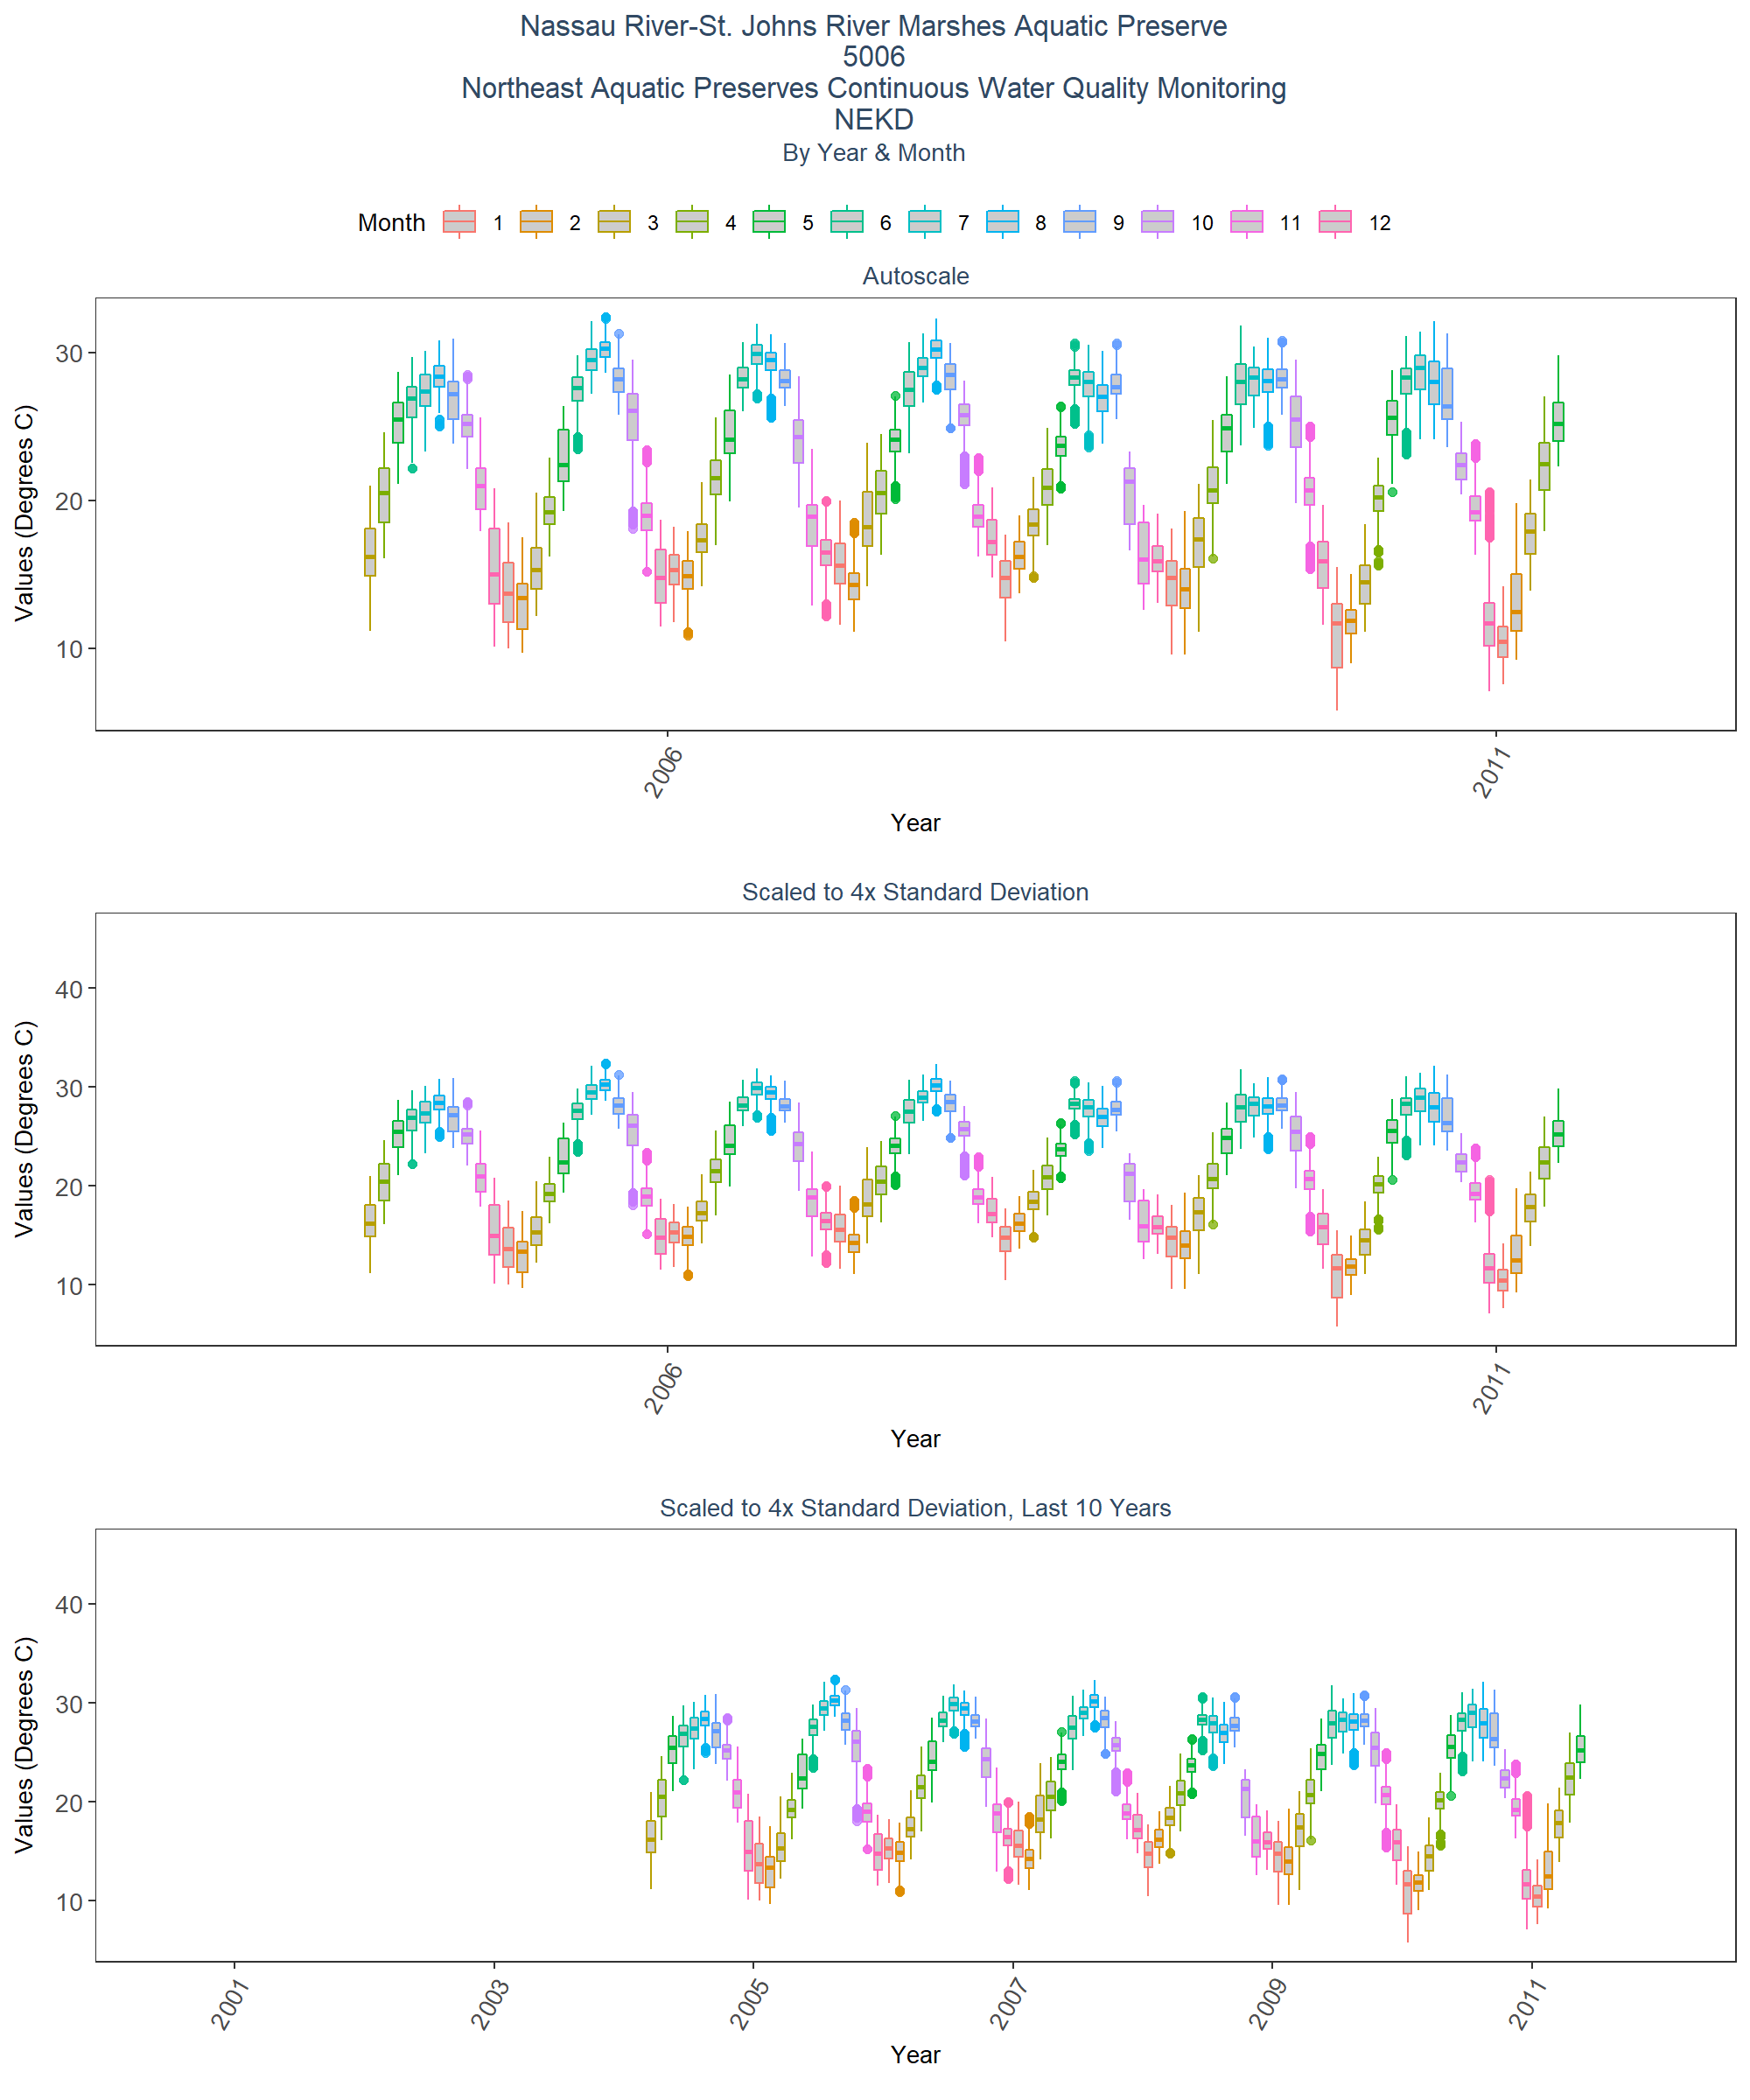 Nassau River-St. Johns River Marshes Aquatic Preserve
5006
Northeast Aquatic Preserves Continuous Water Quality Monitoring
NEKD
By Year & Month
Month 1 2 3 4 5 6 7 8 9 10 11 12
Autoscale
Values (Degrees C)
30
20
10
2006 2011
Year
Scaled to 4x Standard Deviation
Values (Degrees C)
40
30
20
10
2006 2011
Year
Scaled to 4x Standard Deviation, Last 10 Years
Values (Degrees C)
40
30
20
10
2001 2003 2005 2007 2009 2011
Year